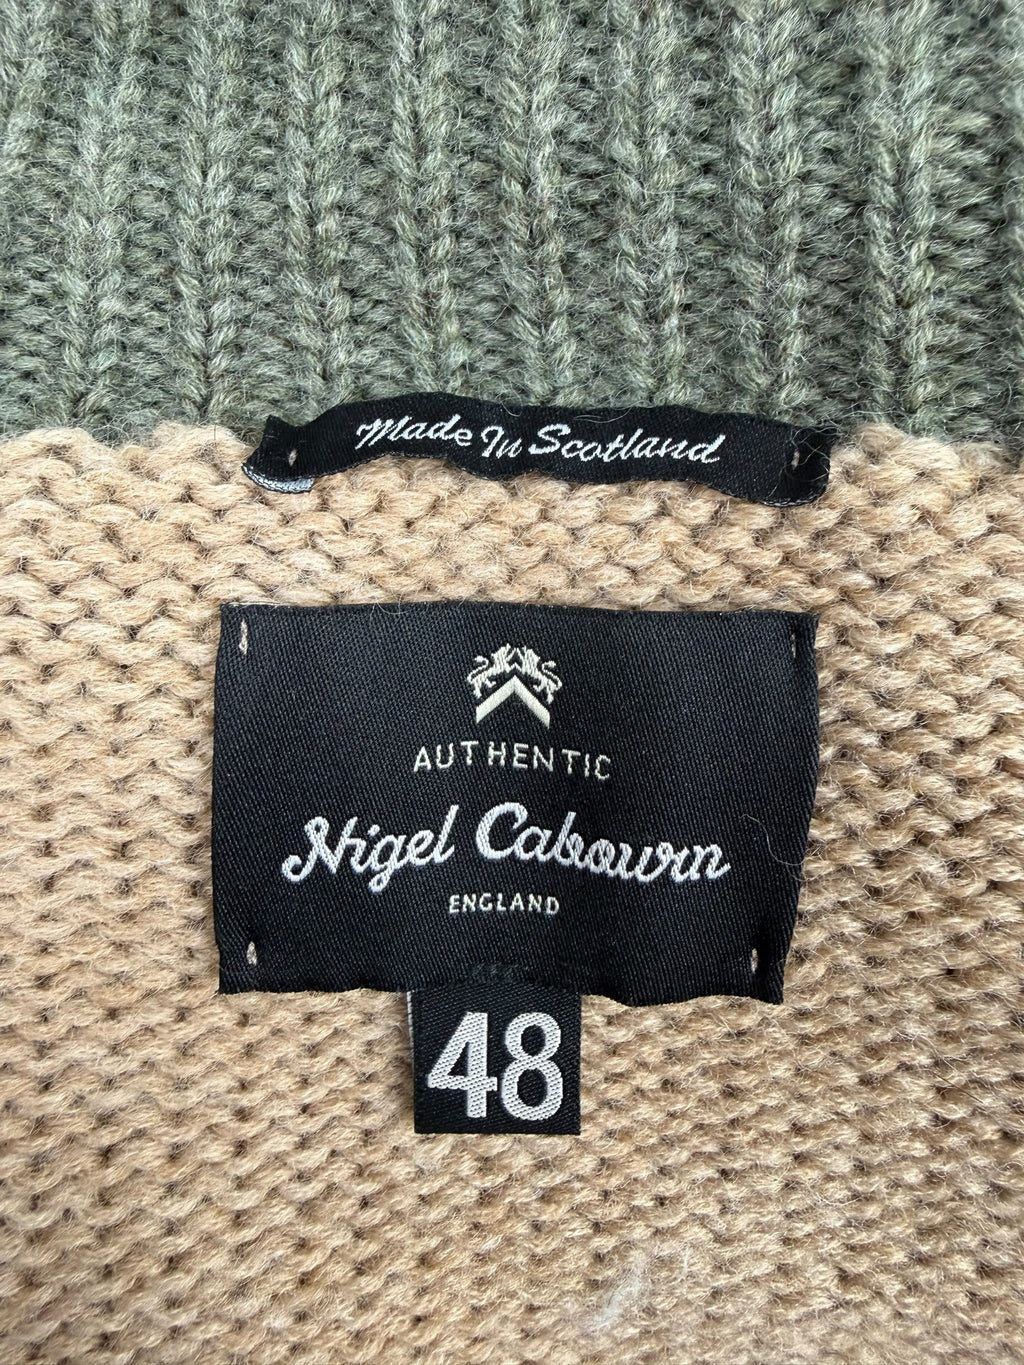 Made In Scotland
AUTHENTIC
Nigel Cabourn
ENGLAND
48